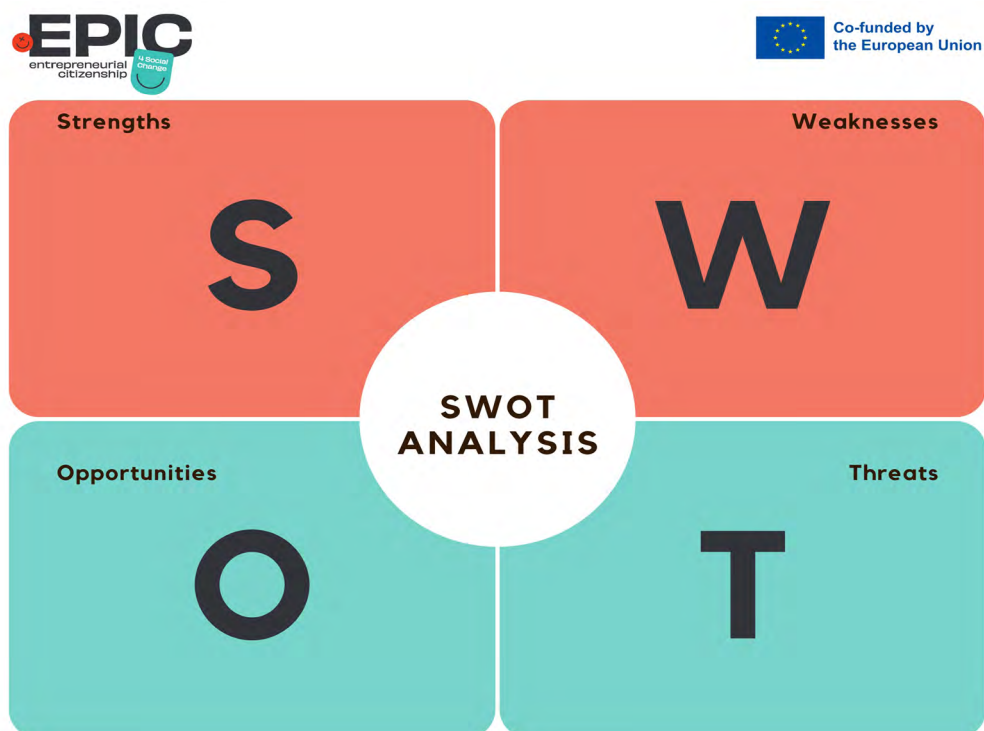 EPIC
entrepreneurial
citizenship
4 Social
Change
Co-funded by
the European Union
Strengths
Weaknesses
S
W
SWOT
ANALYSIS
Opportunities
Threats
O
T